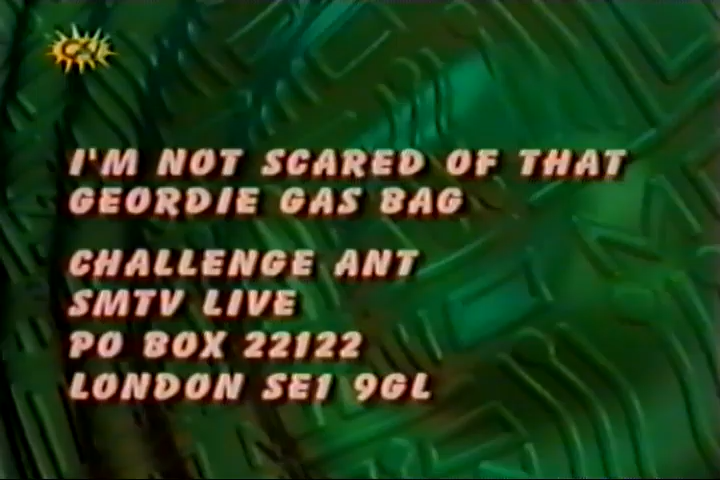 I'M NOT SCARED OF THAT
GEORDIE GAS BAG
CHALLENGE ANT
SMTV LIVE
PO BOX 22122
LONDON SE1 9GL